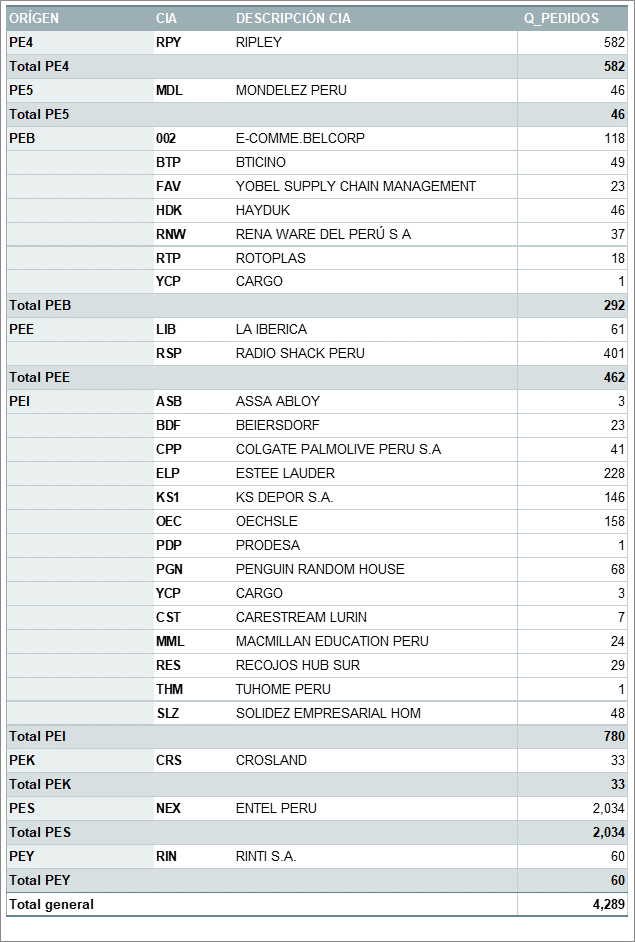 ORÍGEN CIA DESCRIPCIÓN CIA Q_PEDIDOS
PE4 RPY RIPLEY 582
Total PE4 582
PE5 MDL MONDELEZ PERU 46
Total PE5 46
PEB 002 E-COMME.BELCORP 118
BTP BTICINO 49
FAV YOBEL SUPPLY CHAIN MANAGEMENT 23
HDK HAYDUK 46
RNW RENA WARE DEL PERÚ S A 37
RTP ROTOPLAS 18
YCP CARGO 1
Total PEB 292
PEE LIB LA IBERICA 61
RSP RADIO SHACK PERU 401
Total PEE 462
PEI ASB ASSA ABLOY 3
BDF BEIERSDORF 23
CPP COLGATE PALMOLIVE PERU S.A 41
ELP ESTEE LAUDER 228
KS1 KS DEPOR S.A. 146
OEC OECHSLE 158
PDP PRODESA 1
PGN PENGUIN RANDOM HOUSE 68
YCP CARGO 3
CST CARESTREAM LURIN 7
MML MACMILLAN EDUCATION PERU 24
RES RECOJOS HUB SUR 29
THM TUHOME PERU 1
SLZ SOLIDEZ EMPRESARIAL HOM 48
Total PEI 780
PEK CRS CROSLAND 33
Total PEK 33
PES NEX ENTEL PERU 2,034
Total PES 2,034
PEY RIN RINTI S.A. 60
Total PEY 60
Total general 4,289